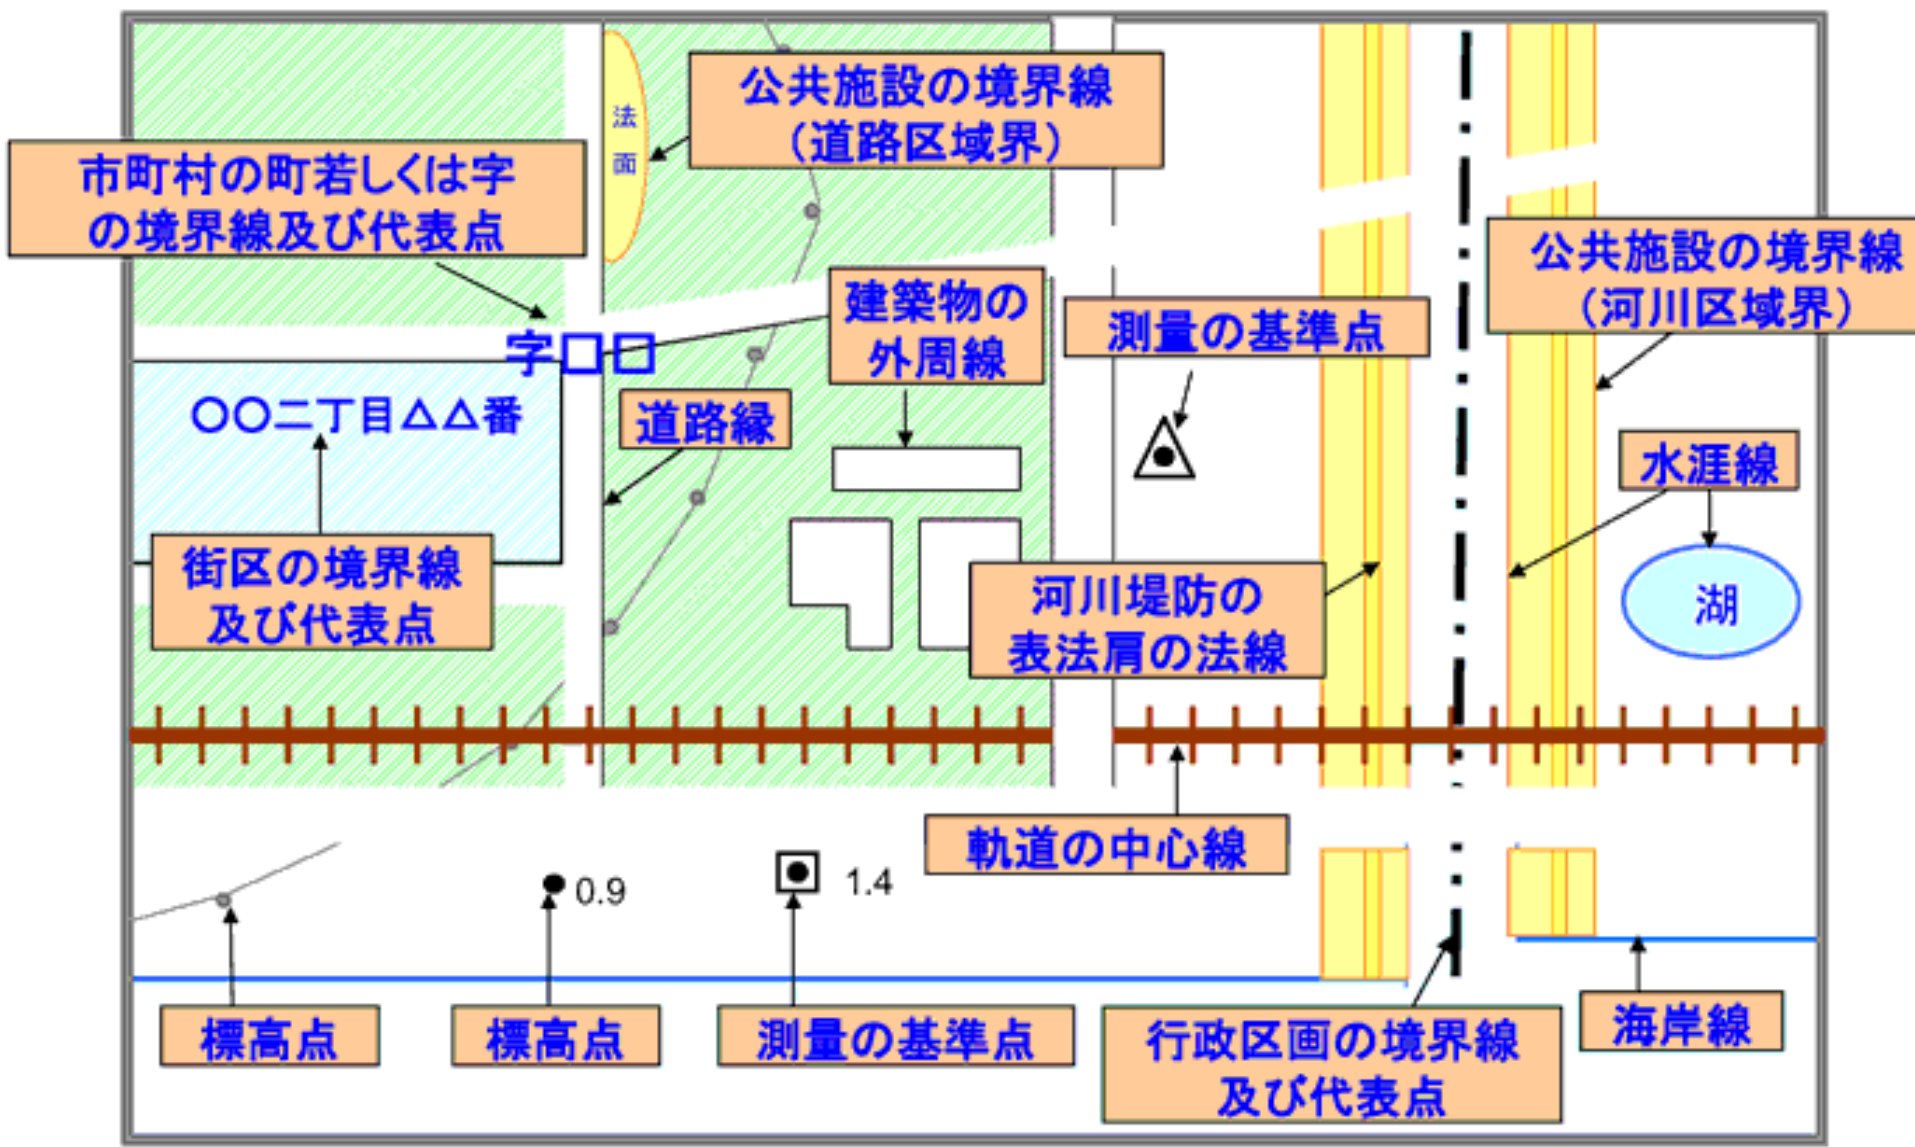 公共施設の境界線
（道路区域界）
法
面
市町村の町若しくは字
の境界線及び代表点
公共施設の境界線
（河川区域界）
建築物の
外周線
測量の基準点
字□□
〇〇二丁目△△番
道路縁
水涯線
街区の境界線
及び代表点
河川堤防の
表法肩の法線
湖
軌道の中心線
0.9
1.4
標高点
標高点
測量の基準点
行政区画の境界線
及び代表点
海岸線